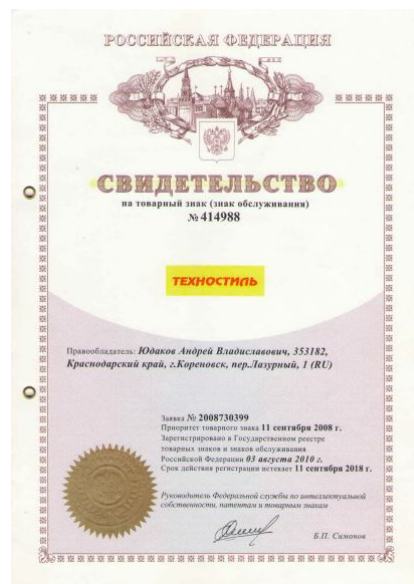 РОССИЙСКАЯ ФЕДЕРАЦИЯ
СВИДЕТЕЛЬСТВО
на товарный знак (знак обслуживания)
№ 414988
ТЕХНОСТИЛЬ
Правообладатель: Юдаков Андрей Владиславович, 353182,
Краснодарский край, г.Кореновск, пер.Лазурный, 1 (RU)
Заявка № 2008730399
Приоритет товарного знака 11 сентября 2008 г.
Зарегистрировано в Государственном реестре
товарных знаков и знаков обслуживания
Российской Федерации 03 августа 2010 г.
Срок действия регистрации истекает 11 сентября 2018 г.
Руководитель Федеральной службы по интеллектуальной
собственности, патентам и товарным знакам
Б.П. Симонов